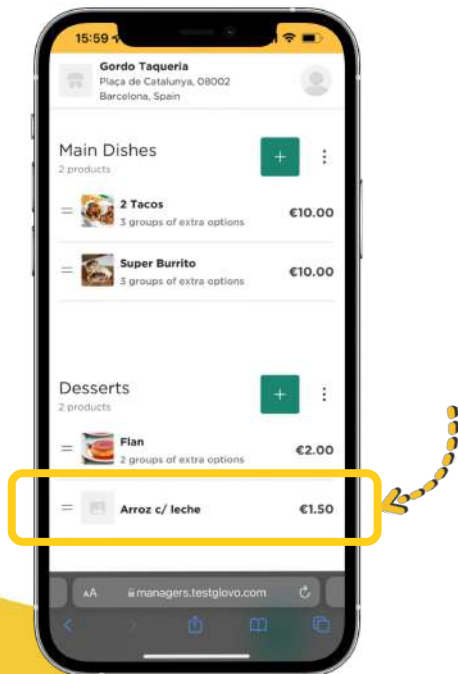 15:59
Gordo Taqueria
Plaça de Catalunya, 08002
Barcelona, Spain
Main Dishes
2 products
+
2 Tacos
3 groups of extra options
€10.00
Super Burrito
3 groups of extra options
€10.00
Desserts
2 products
+
Flan
2 groups of extra options
€2.00
Arroz c/ leche
€1.50
AA
managers.testglovo.com